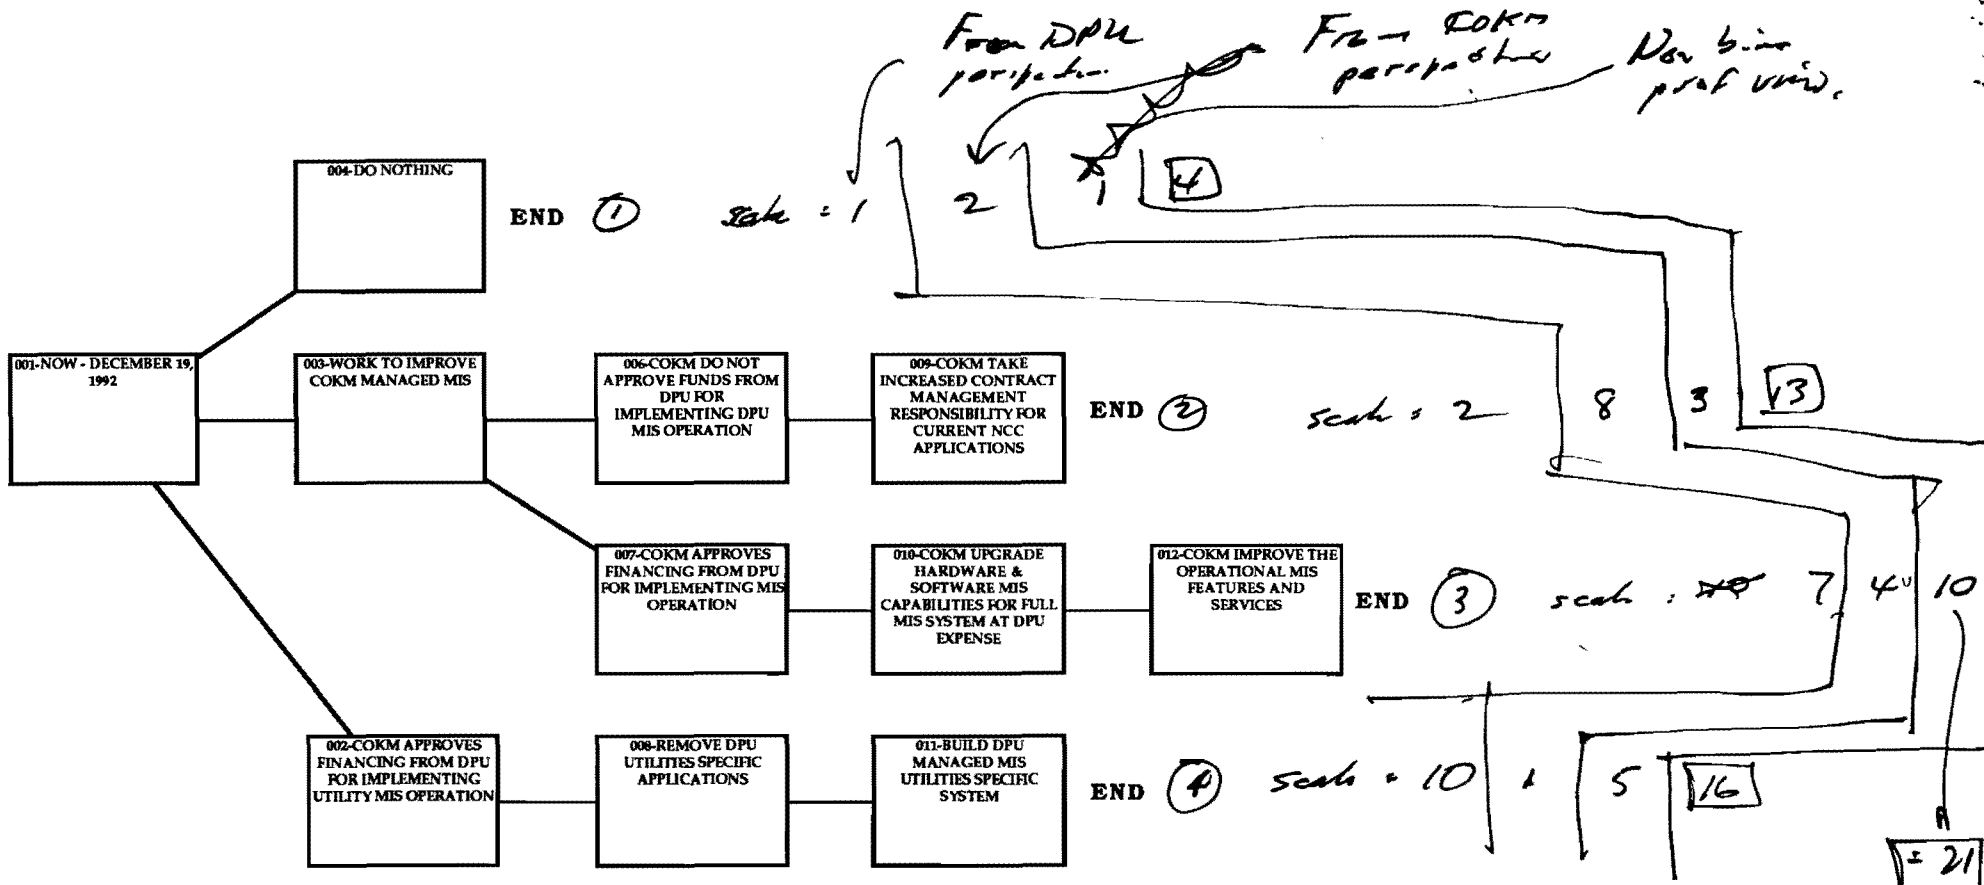 From DPU
perspective
From COKM
perspective
Non bias
prof view.
004-DO NOTHING
END 1 scale = 1 2 1 4
001-NOW - DECEMBER 19,
1992
003-WORK TO IMPROVE
COKM MANAGED MIS
006-COKM DO NOT
APPROVE FUNDS FROM
DPU FOR
IMPLEMENTING DPU
MIS OPERATION
009-COKM TAKE
INCREASED CONTRACT
MANAGEMENT
RESPONSIBILITY FOR
CURRENT NCC
APPLICATIONS
END 2 scale = 2 8 3 13
007-COKM APPROVES
FINANCING FROM DPU
FOR IMPLEMENTING MIS
OPERATION
010-COKM UPGRADE
HARDWARE &
SOFTWARE MIS
CAPABILITIES FOR FULL
MIS SYSTEM AT DPU
EXPENSE
012-COKM IMPROVE THE
OPERATIONAL MIS
FEATURES AND
SERVICES
END 3 scale = 7 4 10
002-COKM APPROVES
FINANCING FROM DPU
FOR IMPLEMENTING
UTILITY MIS OPERATION
008-REMOVE DPU
UTILITIES SPECIFIC
APPLICATIONS
011-BUILD DPU
MANAGED MIS
UTILITIES SPECIFIC
SYSTEM
END 4 scale = 10 1 5 16
= 21